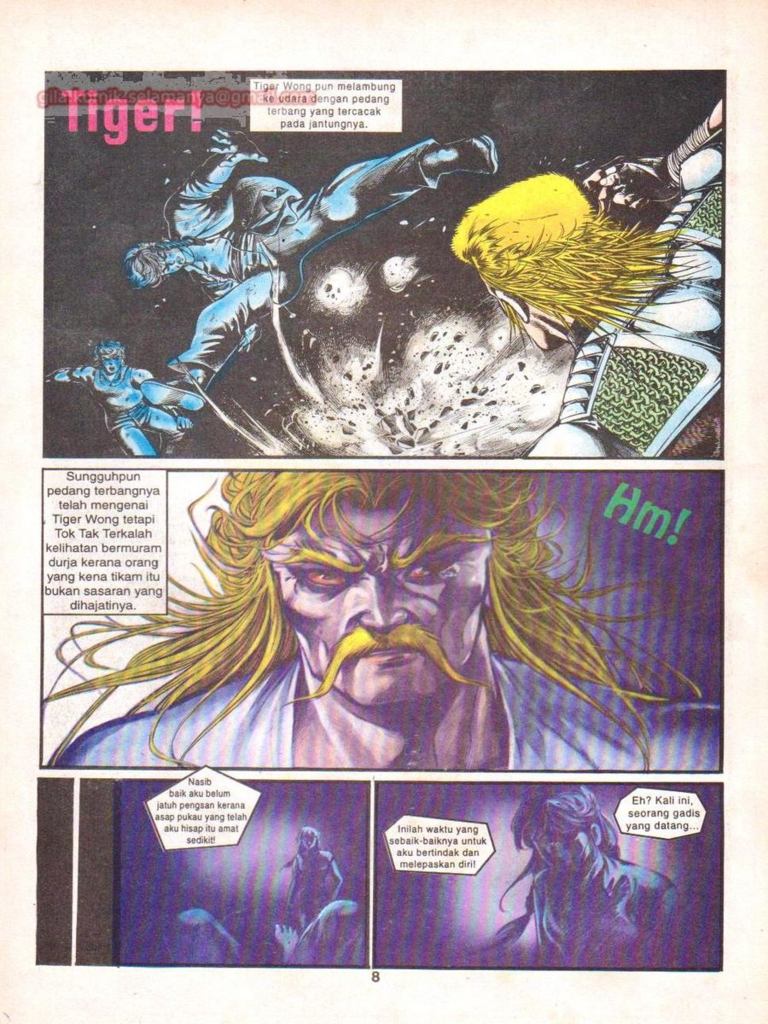 Tiger!
gilakomik.selamanya@gma
Tiger Wong pun melambung
ke udara dengan pedang
terbang yang tercacak
pada jantungnya.
Sungguhpun
pedang terbangnya
telah mengenai
Tiger Wong tetapi
Tok Tak Terkalah
kelihatan bermuram
durja kerana orang
yang kena tikam itu
bukan sasaran yang
dihajatinya.
Hm!
Nasib
baik aku belum
jatuh pengsan kerana
asap pukau yang telah
aku hisap itu amat
sedikit!
Inilah waktu yang
sebaik-baiknya untuk
aku bertindak dan
melepaskan diri!
Eh? Kali ini,
seorang gadis
yang datang...
8